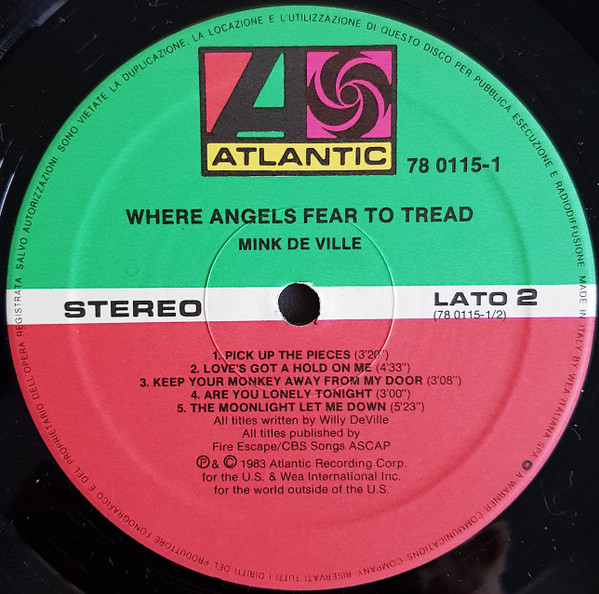 ATLANTIC
78 0115-1
WHERE ANGELS FEAR TO TREAD
MINK DE VILLE
STEREO
LATO 2
(78 0115-1/2)
1. PICK UP THE PIECES (3'20")
2. LOVE'S GOT A HOLD ON ME (4'33")
3. KEEP YOUR MONKEY AWAY FROM MY DOOR (3'08")
4. ARE YOU LONELY TONIGHT (3'00")
5. THE MOONLIGHT LET ME DOWN (5'23")
All titles written by Willy DeVille
All titles published by
Fire Escape/CBS Songs ASCAP
℗ & © 1983 Atlantic Recording Corp.
for the U.S. & Wea International Inc.
for the world outside of the U.S.
RISERVATI TUTTI I DIRITTI DEL PRODUTTORE FONOGRAFICO E DEL PROPRIETARIO DELL'OPERA REGISTRATA SALVO AUTORIZZAZIONI. SONO VIETATE LA DUPLICAZIONE. LA LOCAZIONE E L'UTILIZZAZIONE DI QUESTO DISCO PER PUBBLICA ESECUZIONE E RADIODIFFUSIONE. MADE IN ITALY BY WEA ITALIANA SPA A WARNER COMMUNICATIONS COMPANY